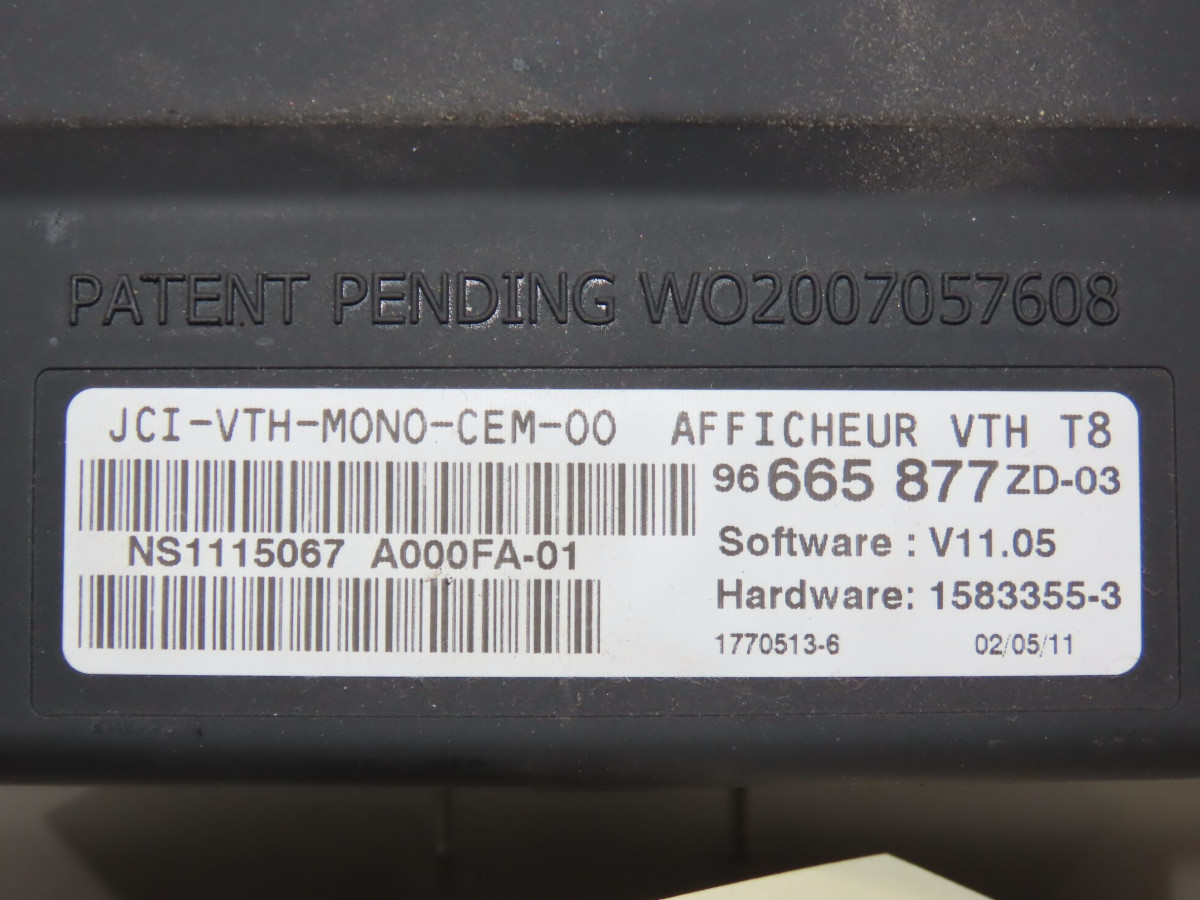 PATENT PENDING WO2007057608
JCI-VTH-MONO-CEM-00 AFFICHEUR VTH T8
96 665 877 ZD-03
NS1115067 A000FA-01
Software : V11.05
Hardware: 1583355-3
1770513-6 02/05/11